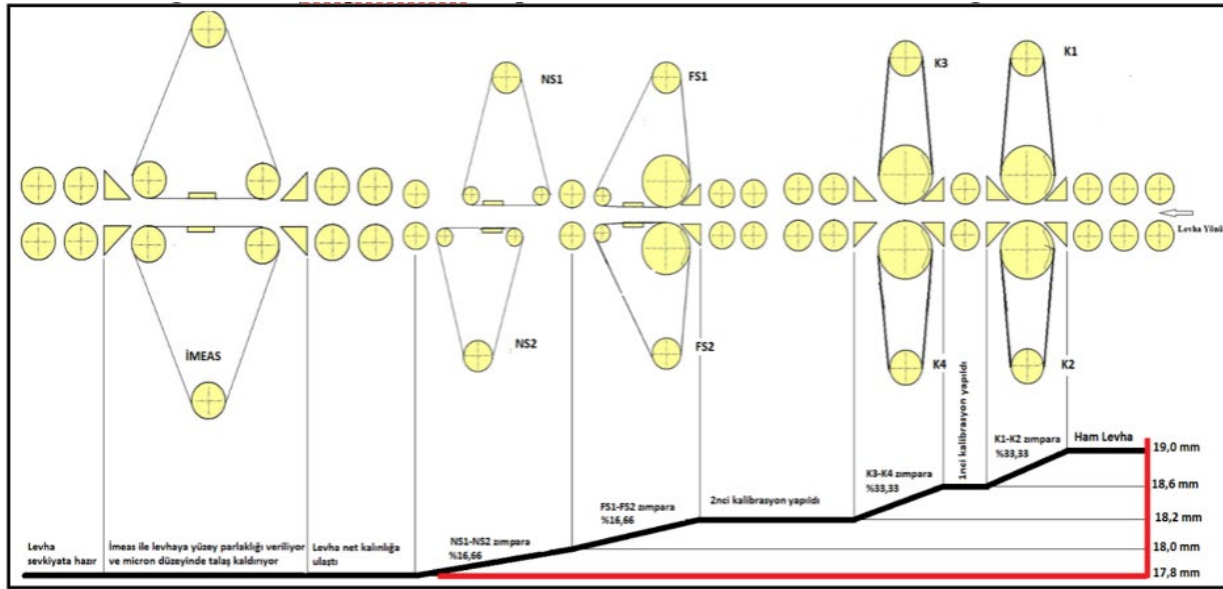 NS1
FS1
K3
K1
Levha Yönü
İMEAS
NS2
FS2
K4
K2
1nci kalibrasyon yapıldı
K1-K2 zımpara
%33,33
Ham Levha
19,0 mm
K3-K4 zımpara
%33,33
18,6 mm
FS1-FS2 zımpara
%16,66
2nci kalibrasyon yapıldı
18,2 mm
NS1-NS2 zımpara
%16,66
18,0 mm
Levha
sevkiyata hazır
İmeas ile levhaya yüzey parlaklığı veriliyor
ve micron düzeyinde talaş kaldırıyor
Levha net kalınlığa
ulaştı
17,8 mm